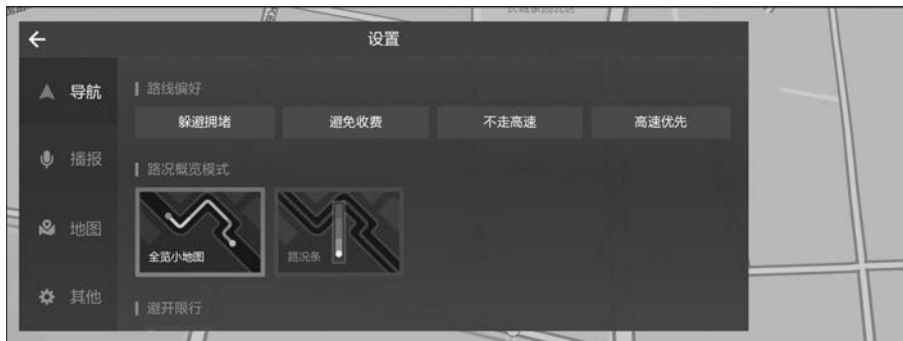 设置
导航
播报
地图
其他
路线偏好
躲避拥堵 避免收费 不走高速 高速优先
路况概览模式
全览小地图 路况条
避开限行